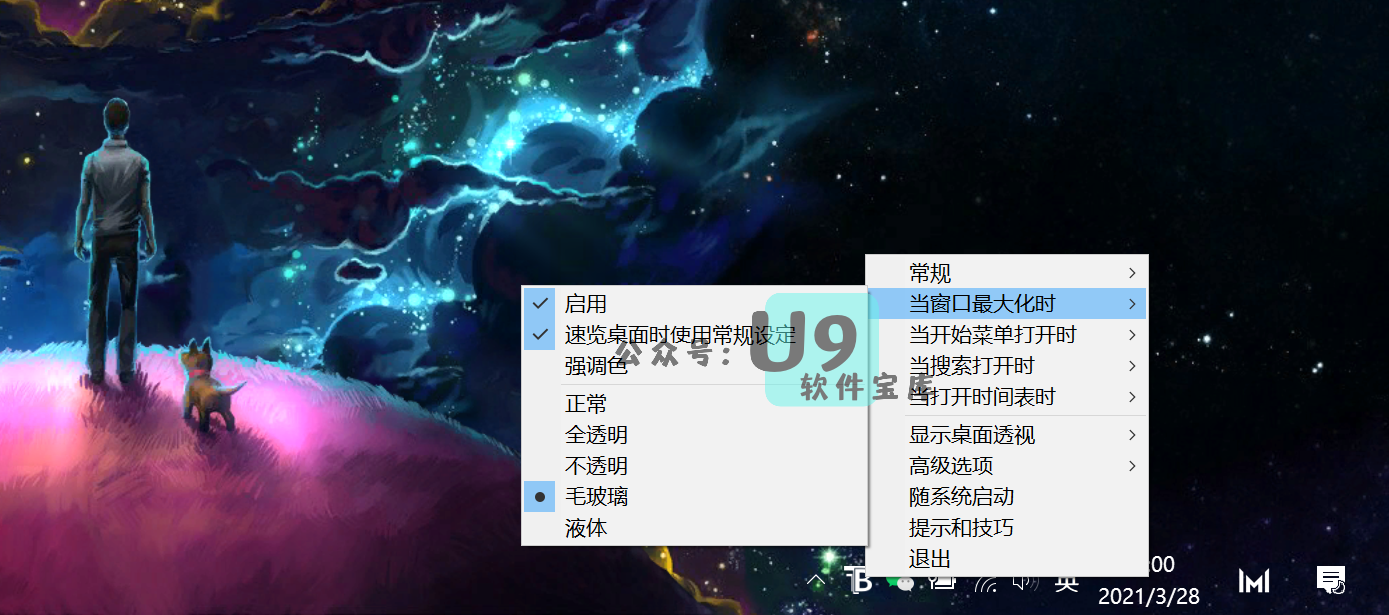 常规
当窗口最大化时
当开始菜单打开时
当搜索打开时
当打开时间表时
显示桌面透视
高级选项
随系统启动
提示和技巧
退出
启用
速览桌面时使用常规设定
强调色
正常
全透明
不透明
毛玻璃
液体
公众号：U9
软件宝库
TB
英
:00
2021/3/28